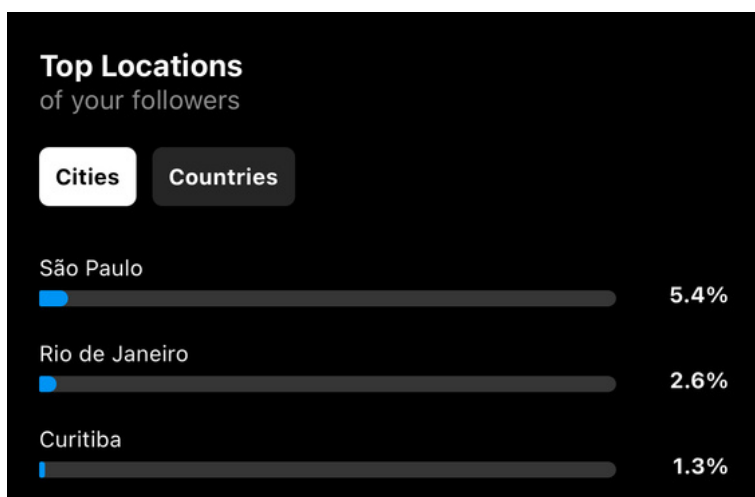 Top Locations
of your followers
Cities Countries
São Paulo
5.4%
Rio de Janeiro
2.6%
Curitiba
1.3%